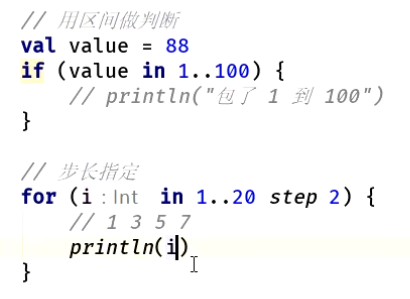 // 用区间做判断
val value = 88
if (value in 1..100) {
// println("包了 1 到 100")
}
// 步长指定
for (i : Int in 1..20 step 2) {
// 1 3 5 7
println(i)
}